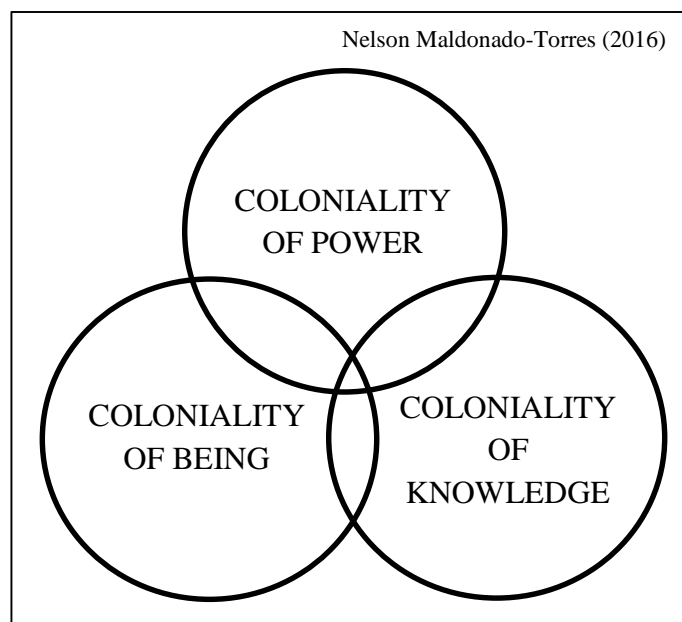 Nelson Maldonado-Torres (2016)
COLONIALITY
OF POWER
COLONIALITY
OF BEING
COLONIALITY
OF
KNOWLEDGE